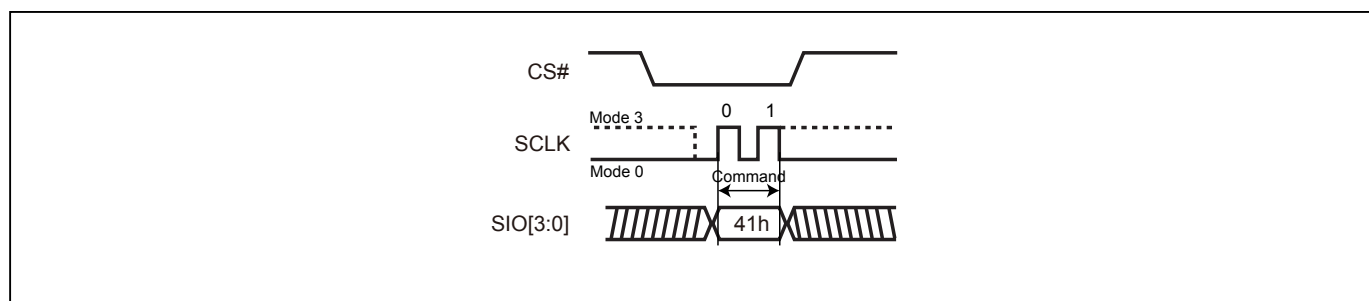 CS#
Mode 3
0 1
SCLK
Mode 0
Command
SIO[3:0]
41h